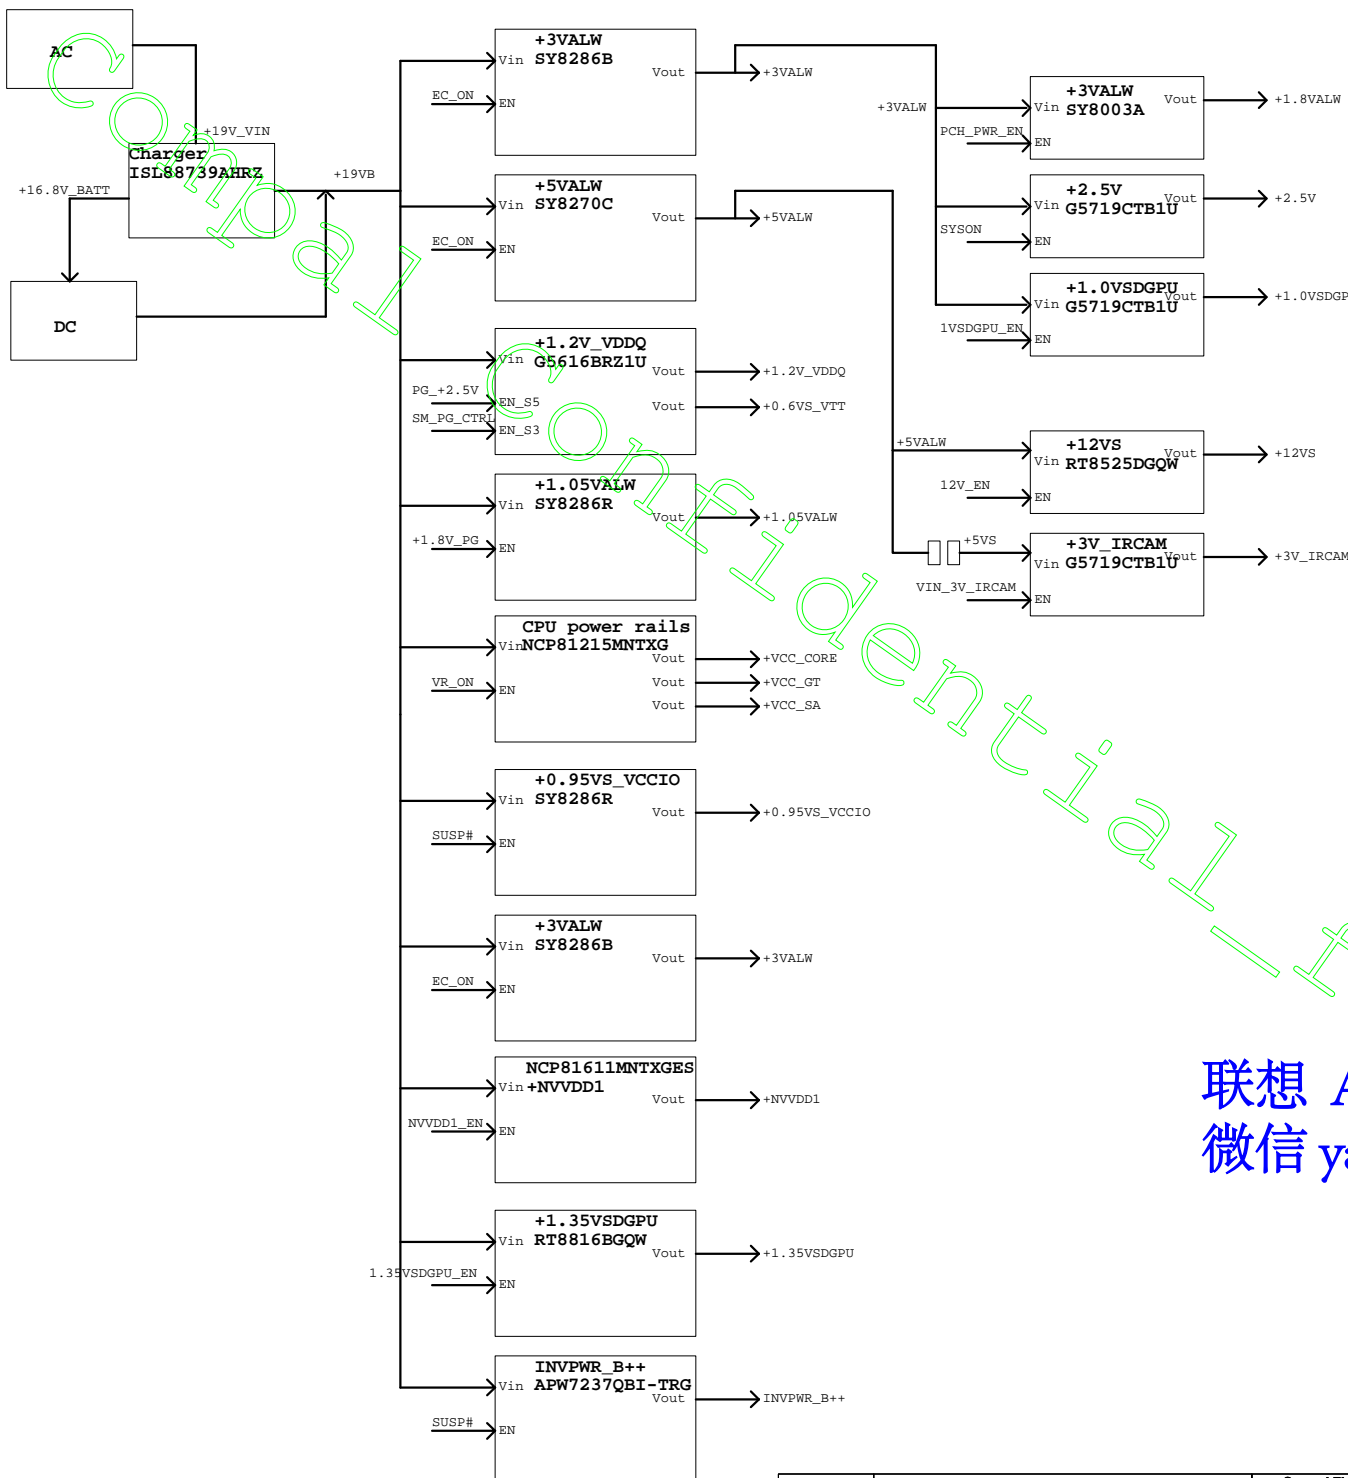 AC
+19V_VIN
Charger
ISL88739AHRZ
+16.8V_BATT
+19VB
DC
+3VALW
SY8286B
Vin
Vout
EC_ON
EN
+3VALW
+5VALW
SY8270C
Vin
Vout
EC_ON
EN
+5VALW
+1.2V_VDDQ
G5616BRZ1U
Vin
Vout
+1.2V_VDDQ
PG_+2.5V
EN_S5
Vout
+0.6VS_VTT
SM_PG_CTRL
EN_S3
+1.05VALW
SY8286R
Vin
Vout
+1.05VALW
+1.8V_PG
EN
CPU power rails
NCP81215MNTXG
Vin
Vout
+VCC_CORE
VR_ON
EN
Vout
+VCC_GT
Vout
+VCC_SA
+0.95VS_VCCIO
SY8286R
Vin
Vout
+0.95VS_VCCIO
SUSP#
EN
+3VALW
SY8286B
Vin
Vout
+3VALW
EC_ON
EN
NCP81611MNTXGES
+NVVDD1
Vin
Vout
+NVVDD1
NVVDD1_EN
EN
+1.35VSDGPU
RT8816BGQW
Vin
Vout
+1.35VSDGPU
1.35VSDGPU_EN
EN
INVPWR_B++
APW7237QBI-TRG
Vin
Vout
INVPWR_B++
SUSP#
EN
+3VALW
+3VALW
SY8003A
Vin
Vout
+1.8VALW
PCH_PWR_EN
EN
+2.5V
G5719CTB1U
Vin
Vout
+2.5V
SYSON
EN
+1.0VSDGPU
G5719CTB1U
Vin
Vout
+1.0VSDGP
1VSDGPU_EN
EN
+5VALW
+12VS
RT8525DGQW
Vin
Vout
+12VS
12V_EN
EN
+5VS
+3V_IRCAM
G5719CTB1U
Vin
Vout
+3V_IRCAM
VIN_3V_IRCAM
EN
Compal Confidential_f
联想 A
微信 ya